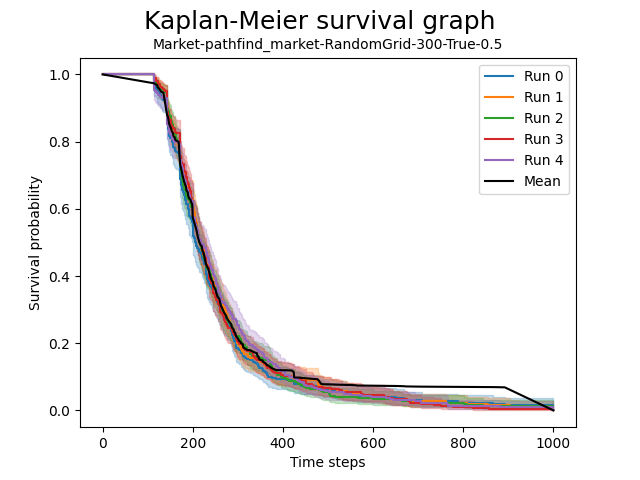 Kaplan-Meier survival graph
Market-pathfind_market-RandomGrid-300-True-0.5
1.0
0.8
0.6
0.4
0.2
0.0
Survival probability
Run 0
Run 1
Run 2
Run 3
Run 4
Mean
0 200 400 600 800 1000
Time steps